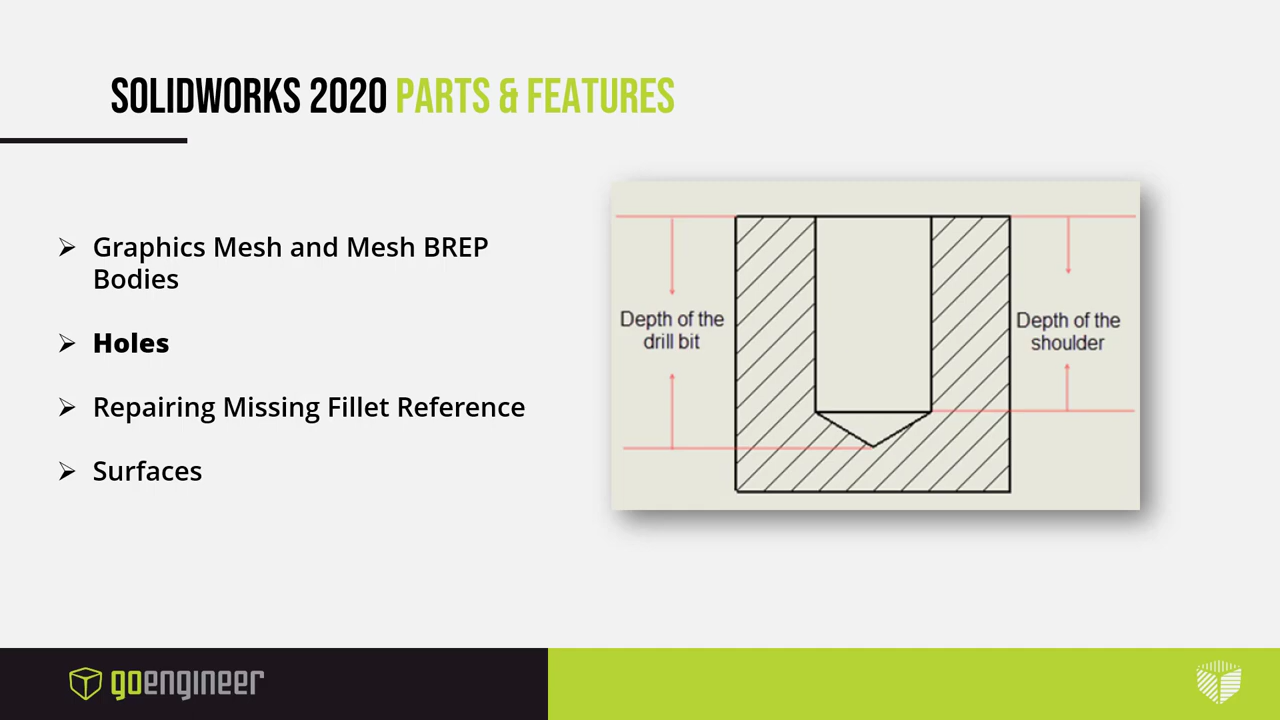 SOLIDWORKS 2020 PARTS & FEATURES
Graphics Mesh and Mesh BREP
Bodies
Holes
Repairing Missing Fillet Reference
Surfaces
Depth of the
drill bit
Depth of the
shoulder
goengineer